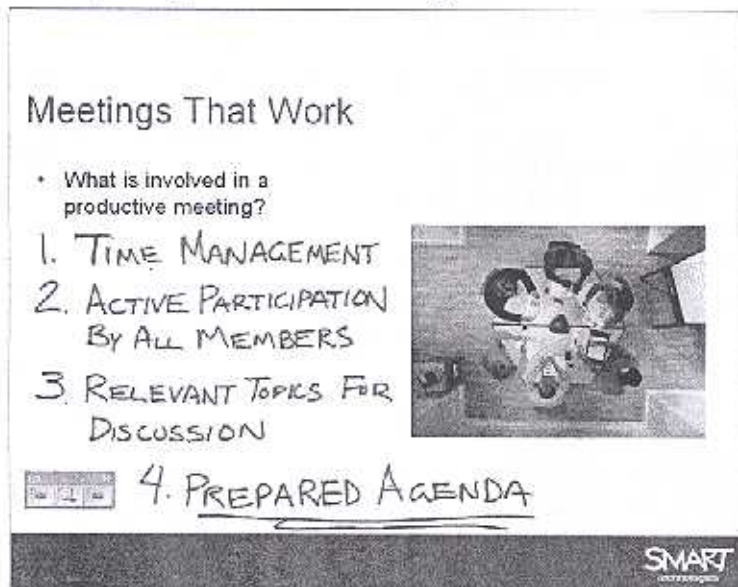 Meetings That Work
• What is involved in a
productive meeting?
1. TIME MANAGEMENT
2. ACTIVE PARTICIPATION
BY ALL MEMBERS
3. RELEVANT TOPICS FOR
DISCUSSION
4. PREPARED AGENDA
SMART
technologies